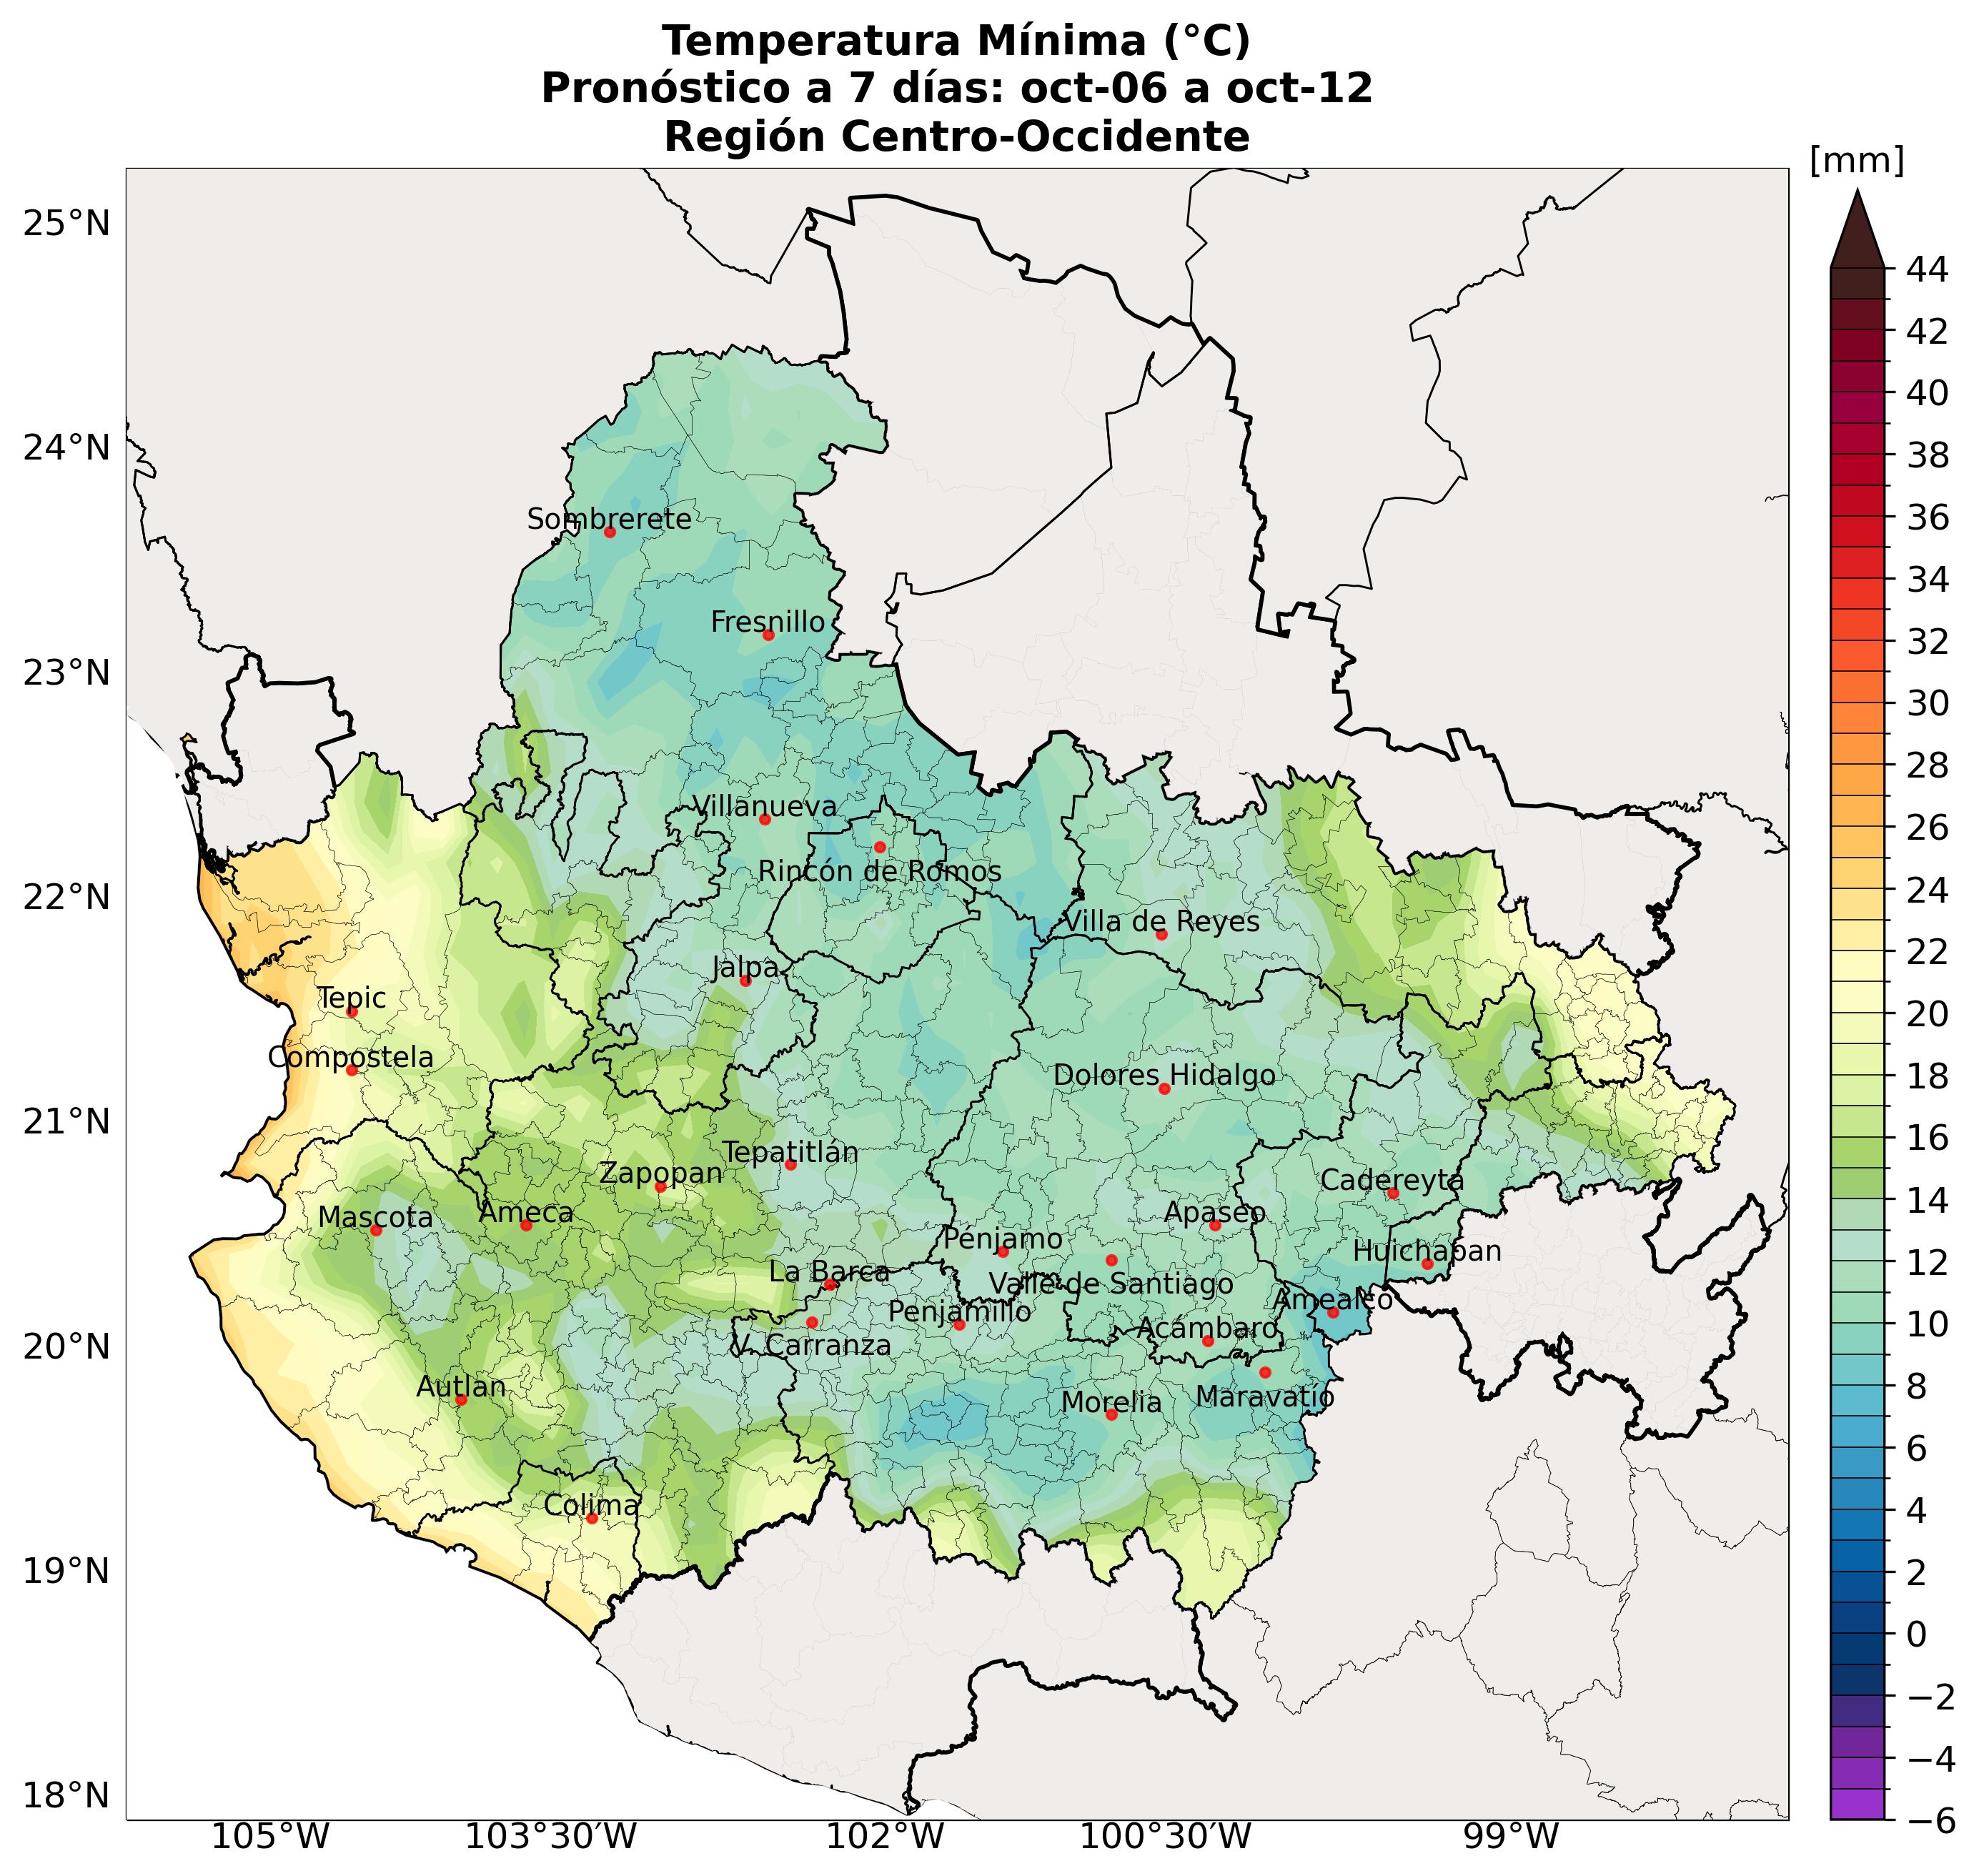 Temperatura Mínima (°C)
Pronóstico a 7 días: oct-06 a oct-12
Región Centro-Occidente
[mm]
25°N
24°N
23°N
22°N
21°N
20°N
19°N
18°N
105°W
103°30′W
102°W
100°30′W
99°W
44
42
40
38
36
34
32
30
28
26
24
22
20
18
16
14
12
10
8
6
4
2
0
−2
−4
−6
Sombrerete
Fresnillo
Villanueva
Rincón de Romos
Villa de Reyes
Jalpa
Tepic
Compostela
Dolores Hidalgo
Tepatitlán
Zapopan
Cadereyta
Mascota
Ameca
Apaseo
Pénjamo
Huichapan
La Barca
Valle de Santiago
Amealco
Penjamillo
Acámbaro
V. Carranza
Autlan
Morelia
Maravatio
Colima